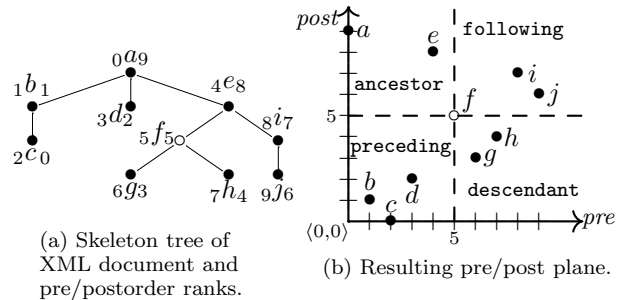 0a9
1b1
3d2
4e8
2c0
5f5
8i7
6g3
7h4
9j6
(a) Skeleton tree of
XML document and
pre/postorder ranks.
post
a
e
following
i
j
ancestor
f
5
h
preceding
g
b
d
descendant
c
⟨0,0⟩
5
pre
(b) Resulting pre/post plane.